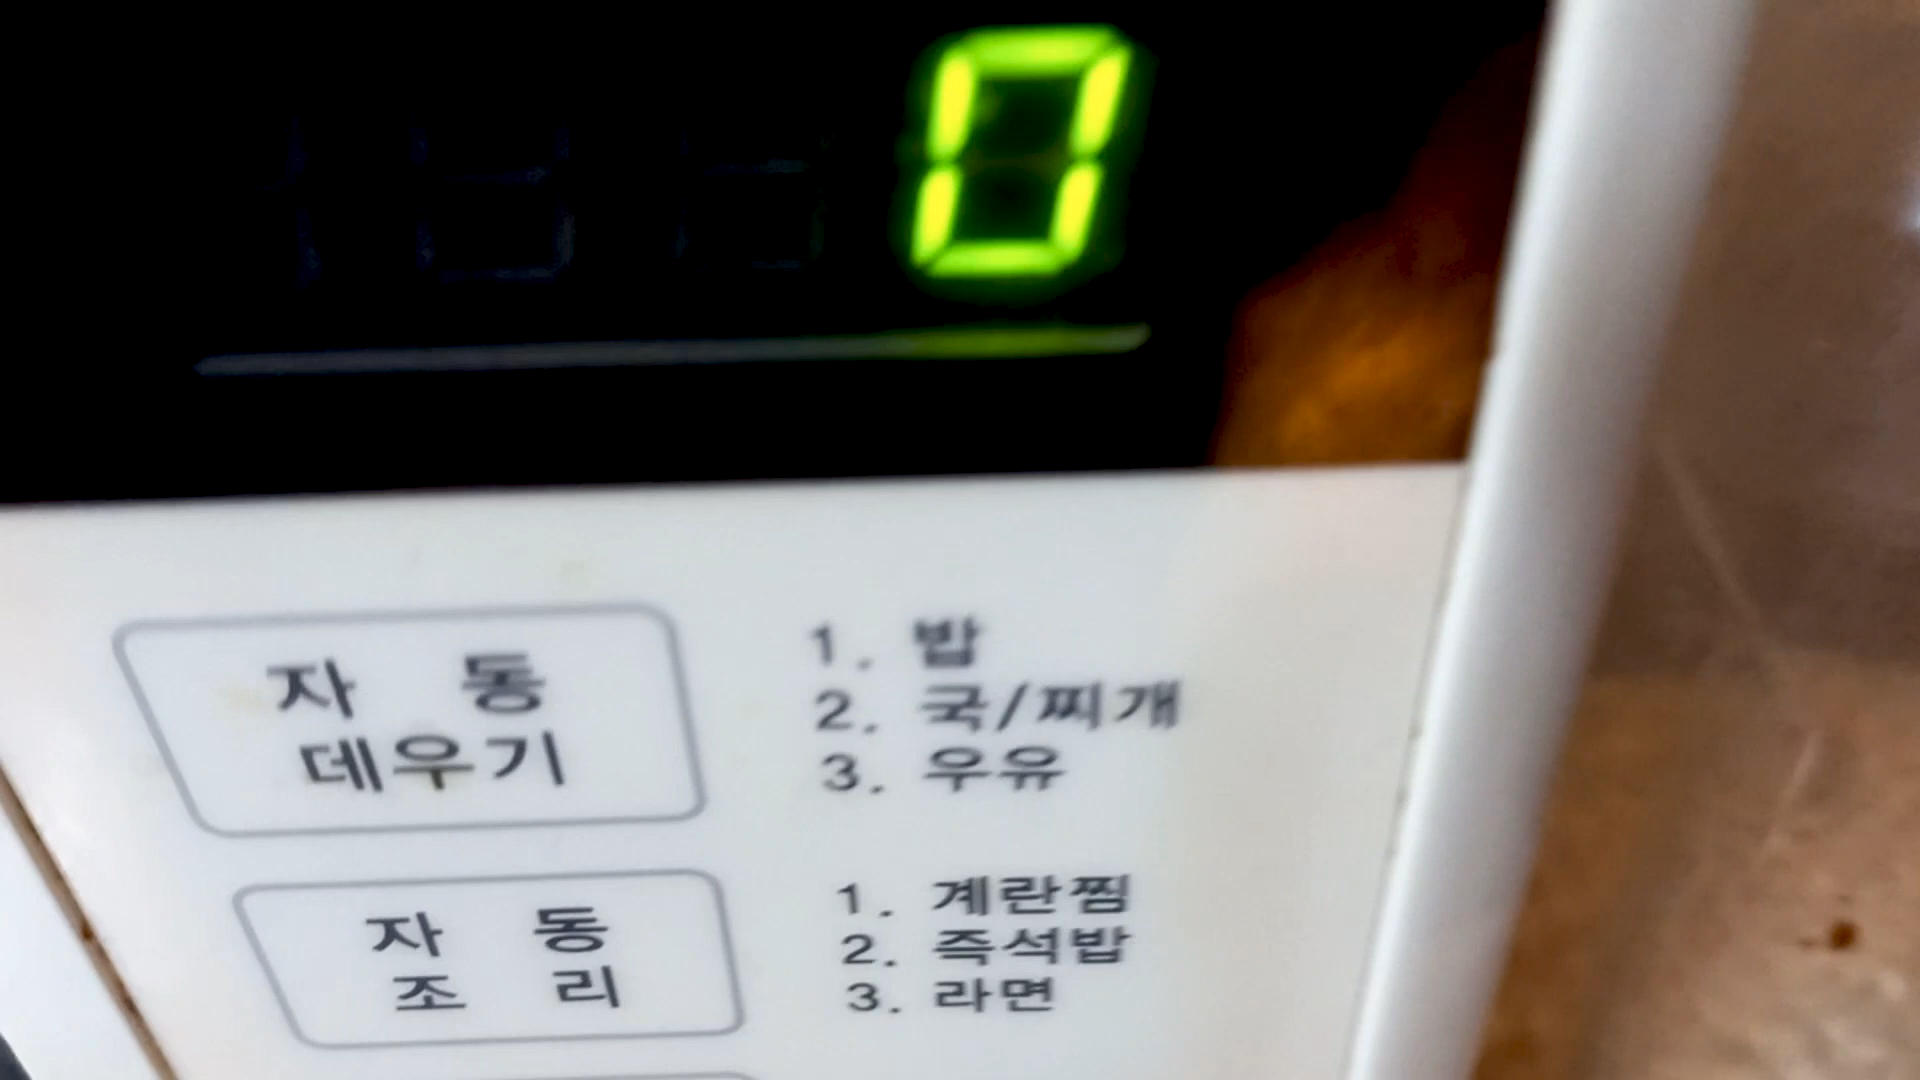 0
자 동
데우기
1. 밥
2. 국/찌개
3. 우유
자 동
조 리
1. 계란찜
2. 즉석밥
3. 라면